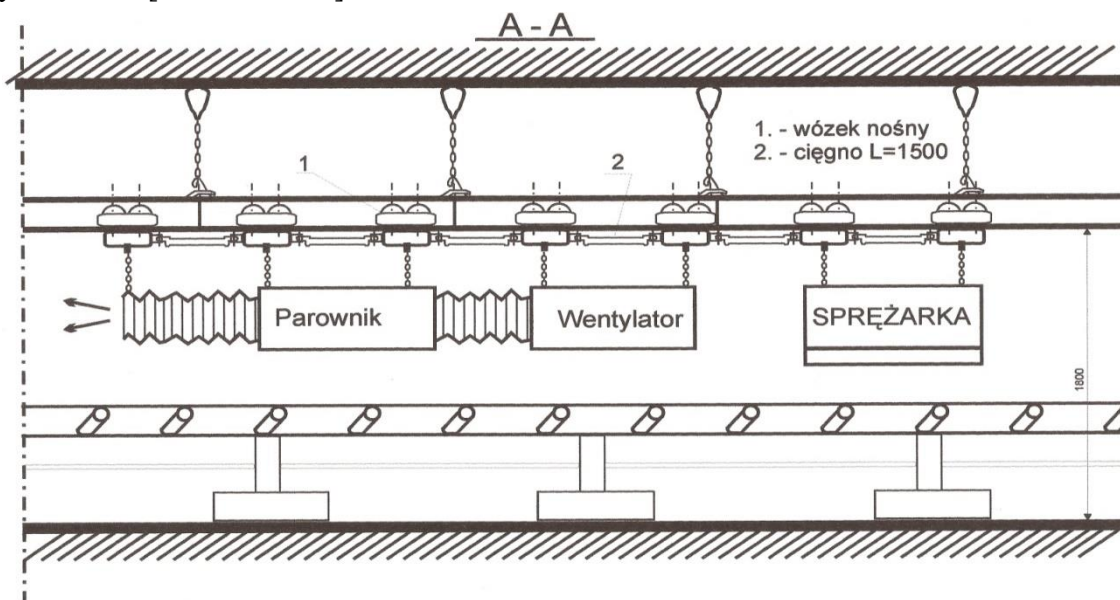 A - A
1. - wózek nośny
2. - cięgno L=1500
1
2
Parownik
Wentylator
SPRĘŻARKA
1800